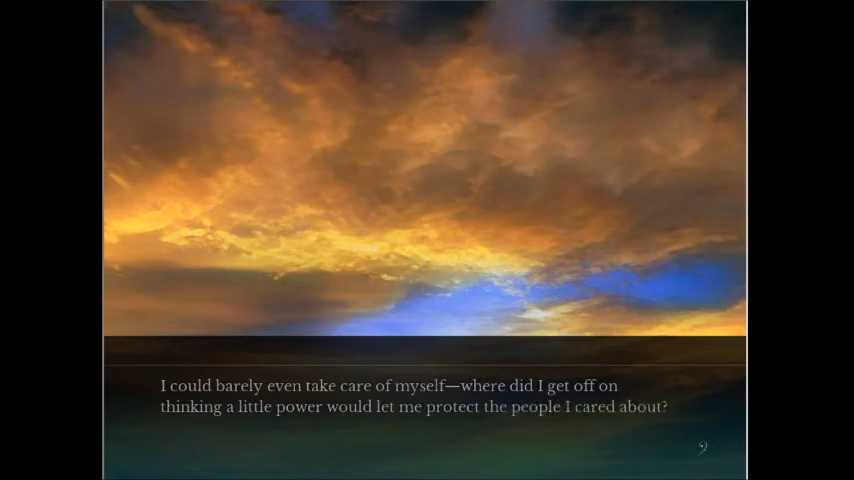 I could barely even take care of myself—where did I get off on
thinking a little power would let me protect the people I cared about?